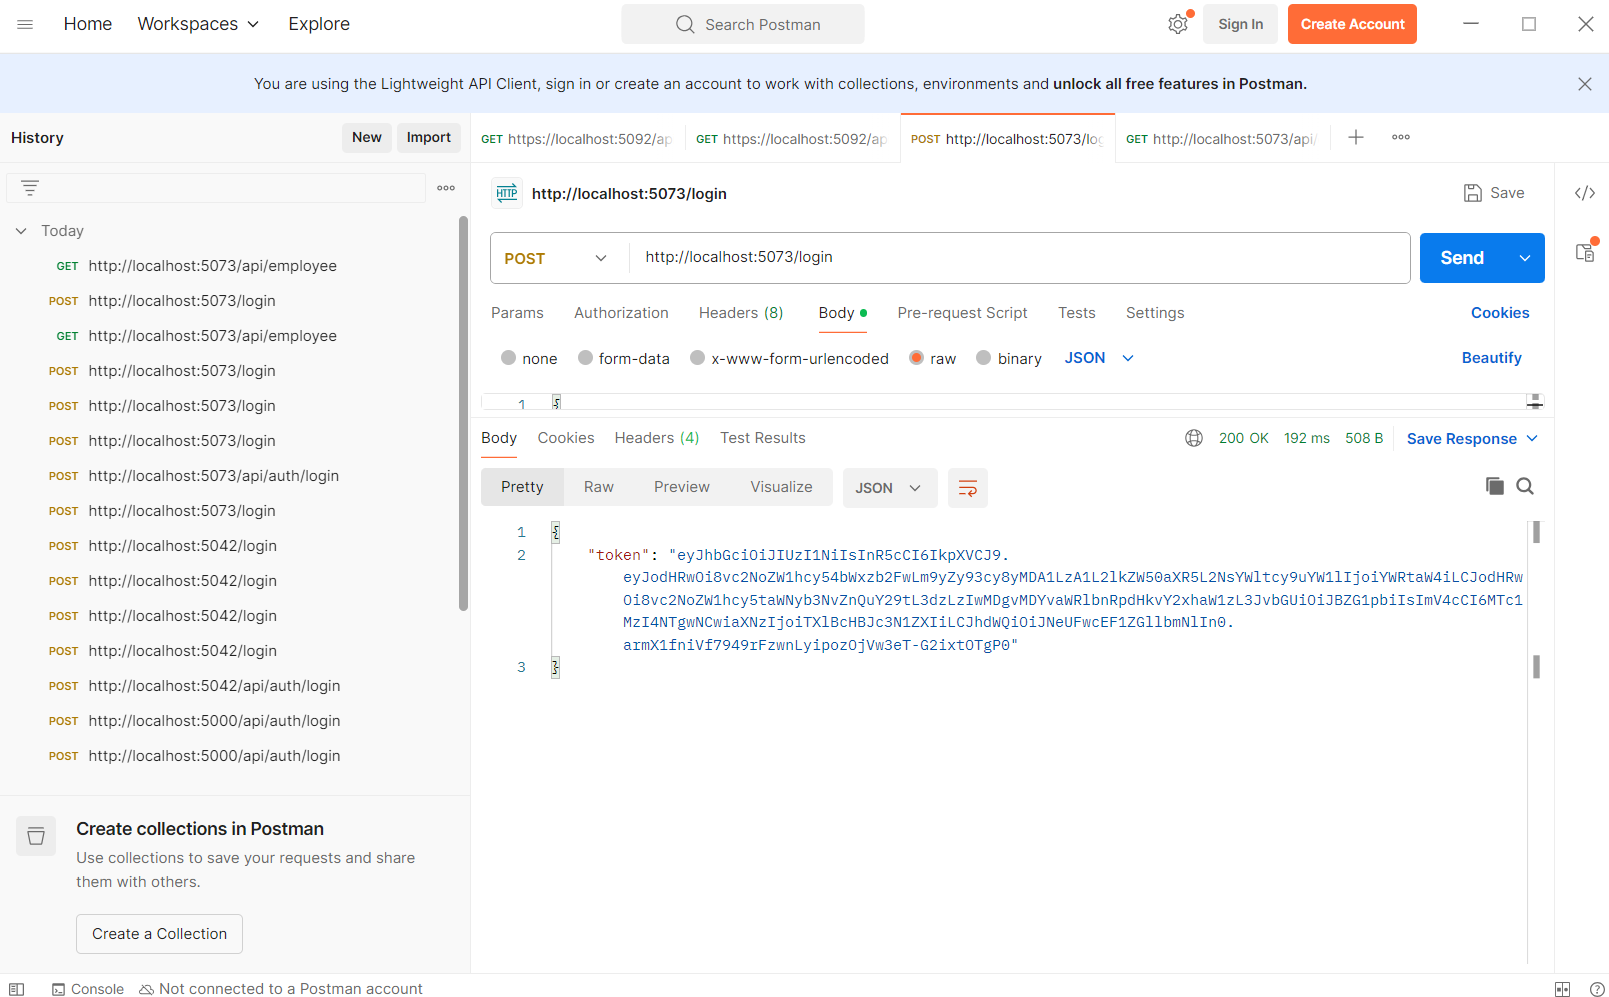 Home Workspaces Explore Search Postman Sign In Create Account
You are using the Lightweight API Client, sign in or create an account to work with collections, environments and unlock all free features in Postman.
History New Import
GET https://localhost:5092/ap GET https://localhost:5092/ap POST http://localhost:5073/log GET http://localhost:5073/api/
HTTP http://localhost:5073/login Save
Today
GET http://localhost:5073/api/employee
POST http://localhost:5073/login
GET http://localhost:5073/api/employee
POST http://localhost:5073/login
POST http://localhost:5073/login
POST http://localhost:5073/login
POST http://localhost:5073/api/auth/login
POST http://localhost:5073/login
POST http://localhost:5042/login
POST http://localhost:5042/login
POST http://localhost:5042/login
POST http://localhost:5042/login
POST http://localhost:5042/api/auth/login
POST http://localhost:5000/api/auth/login
POST http://localhost:5000/api/auth/login
Create collections in Postman
Use collections to save your requests and share
them with others.
Create a Collection
POST http://localhost:5073/login Send
Params Authorization Headers (8) Body Pre-request Script Tests Settings Cookies
none form-data x-www-form-urlencoded raw binary JSON Beautify
1 {
Body Cookies Headers (4) Test Results 200 OK 192 ms 508 B Save Response
Pretty Raw Preview Visualize JSON
1 {
2 "token": "eyJhbGciOiJIUzI1NiIsInR5cCI6IkpXVCJ9.
eyJodHRwOi8vc2NoZW1hcy54bWxzb2FwLm9yZy93cy8yMDA1LzA1L2lkZW50aXR5L2NsYWltcy9uYW1lIjoiYWRtaW4iLCJodHRw
Oi8vc2NoZW1hcy5taWNyb3NvZnQuY29tL3dzLzIwMDgvMDYvaWRlbnRpdHkvY2xhaW1zL3JvbGUiOiJBZG1pbiIsImV4cCI6MTc1
MzI4NTgwNCwiaXNzIjoiTXlBcHBJc3N1ZXIiLCJhdWQiOiJNeUFwcEF1ZGllbmNlIn0.
armX1fniVf7949rFzwnLyipozOjVw3eT-G2ixtOTgP0"
3 }
Console Not connected to a Postman account